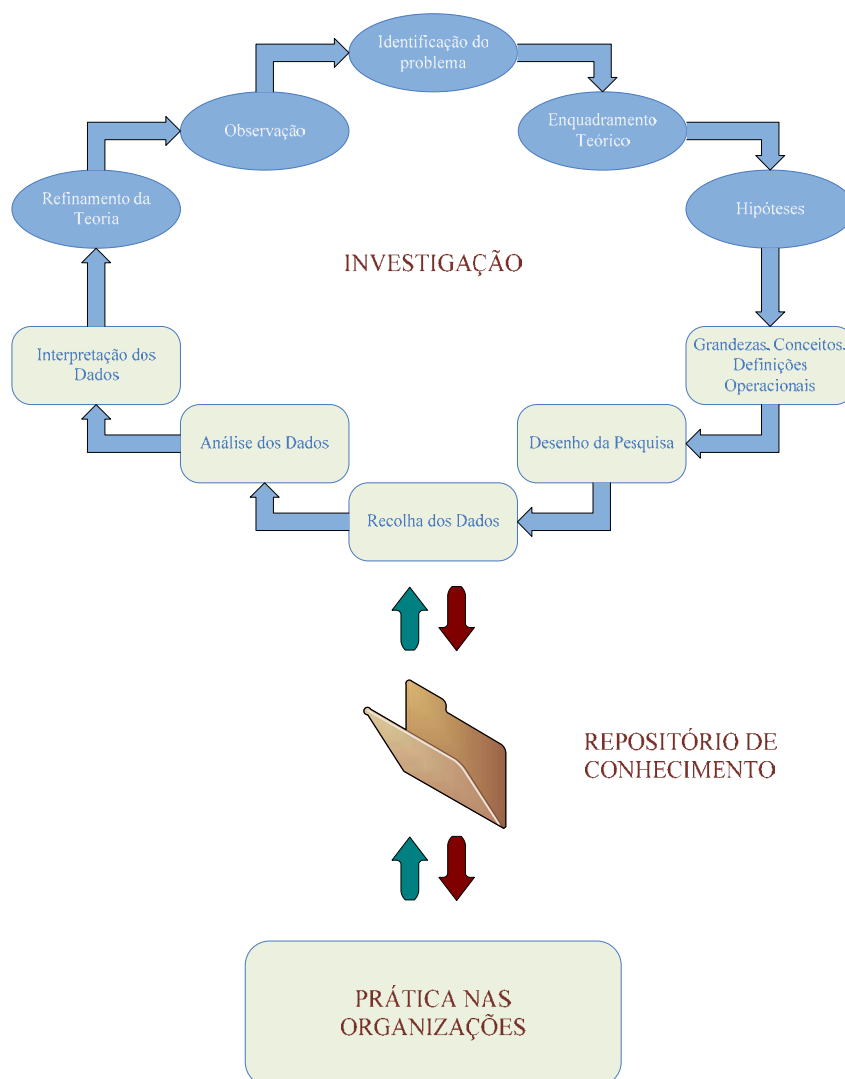 Identificação do
problema
Observação
Enquadramento
Teórico
Refinamento da
Teoria
Hipóteses
INVESTIGAÇÃO
Interpretação dos
Dados
Grandezas, Conceitos,
Definições
Operacionais
Análise dos Dados
Desenho da Pesquisa
Recolha dos Dados
REPOSITÓRIO DE
CONHECIMENTO
PRÁTICA NAS
ORGANIZAÇÕES